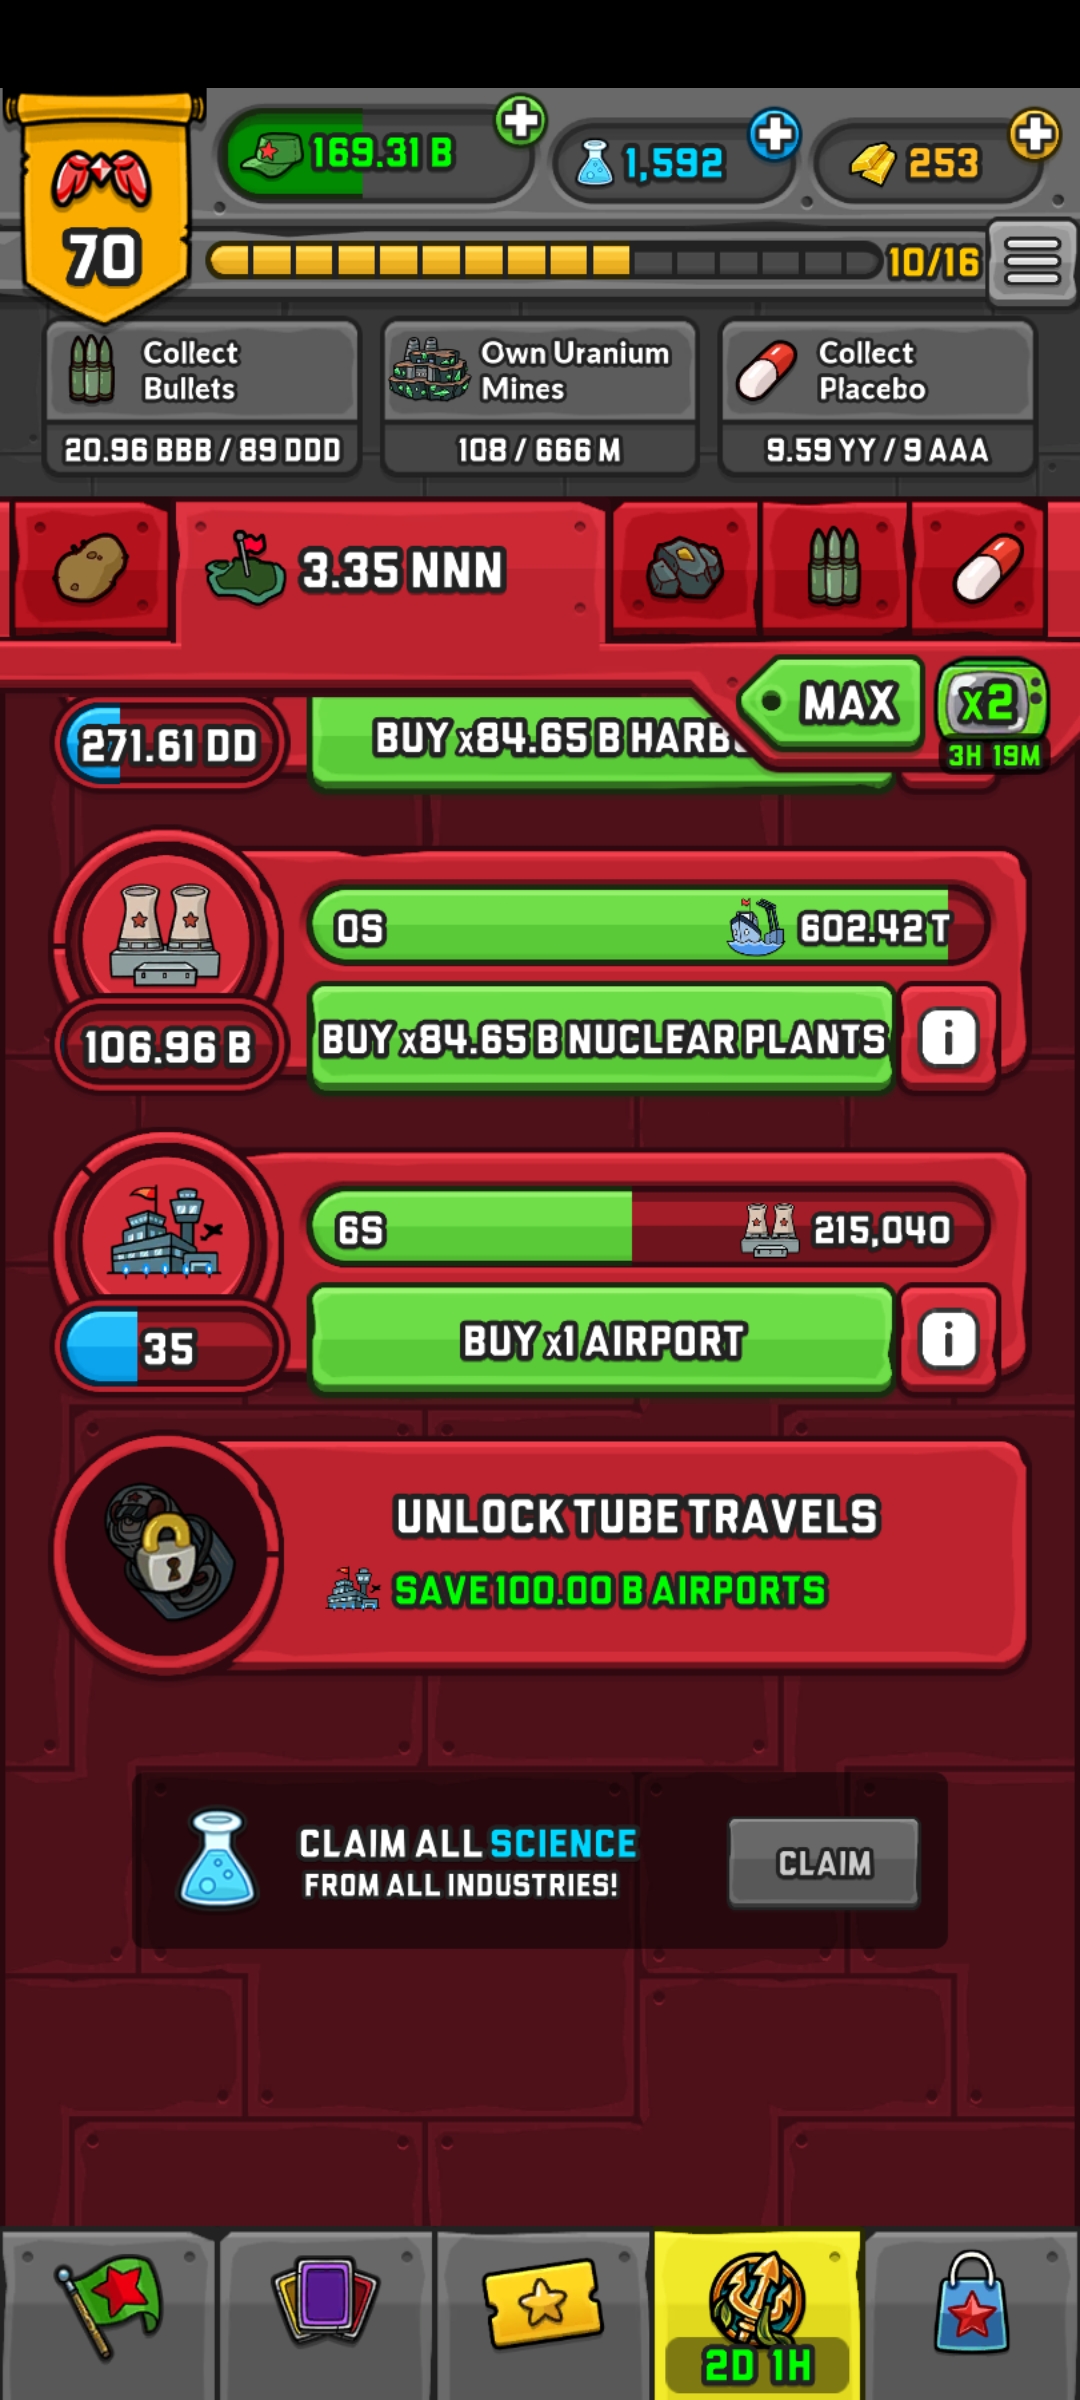 169.31 B
1,592
253
70
10/16
Collect
Bullets
20.96 BBB / 89 DDD
Own Uranium
Mines
108 / 666 M
Collect
Placebo
9.59 YY / 9 AAA
3.35 NNN
MAX
x2
3H 19M
271.61 DD
BUY x84.65 B HARB
0S
602.42 T
106.96 B
BUY x84.65 B NUCLEAR PLANTS
i
6S
215,040
35
BUY x1 AIRPORT
i
UNLOCK TUBE TRAVELS
SAVE 100.00 B AIRPORTS
CLAIM ALL SCIENCE
FROM ALL INDUSTRIES!
CLAIM
2D 1H